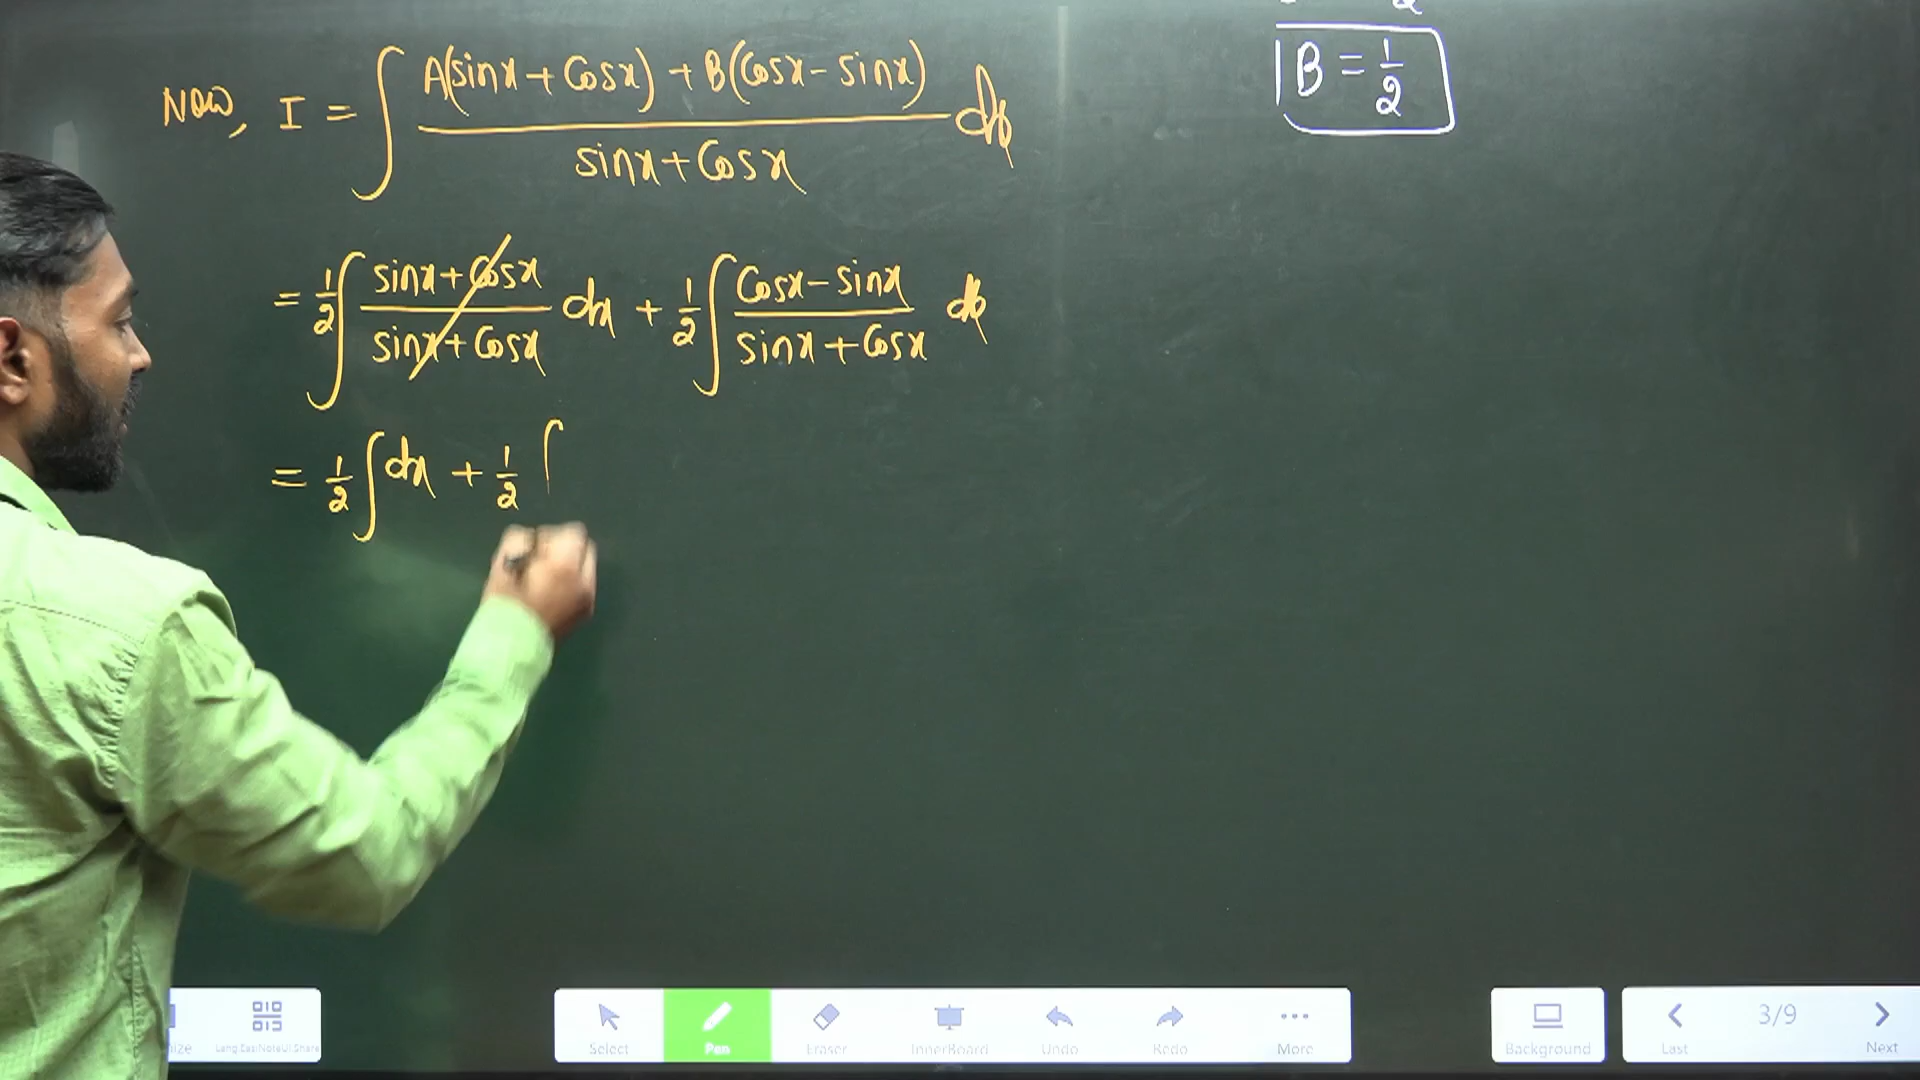 Now, I = ∫ A(sinx + Cosx) + B(Cosx - sinx) / sinx + Cosx dx
B = 1/2
= 1/2 ∫ sinx + Cosx / sinx + Cosx dx + 1/2 ∫ Cosx - sinx / sinx + Cosx dx
= 1/2 ∫ dx + 1/2 ∫
Select Pen Eraser InnerBoard Undo Redo More Background Last 3/9 Next